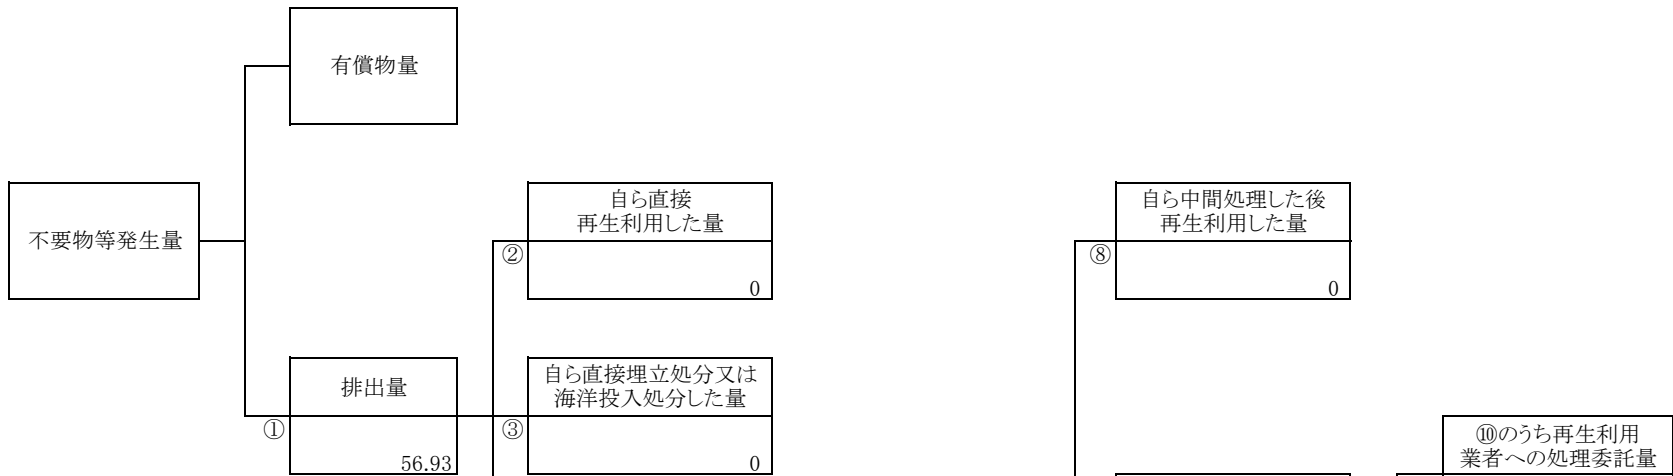 有償物量
不要物等発生量
自ら直接
再生利用した量
②
0
自ら中間処理した後
再生利用した量
⑧
0
排出量
①
56.93
自ら直接埋立処分又は
海洋投入処分した量
③
0
⑩のうち再生利用
業者への処理委託量